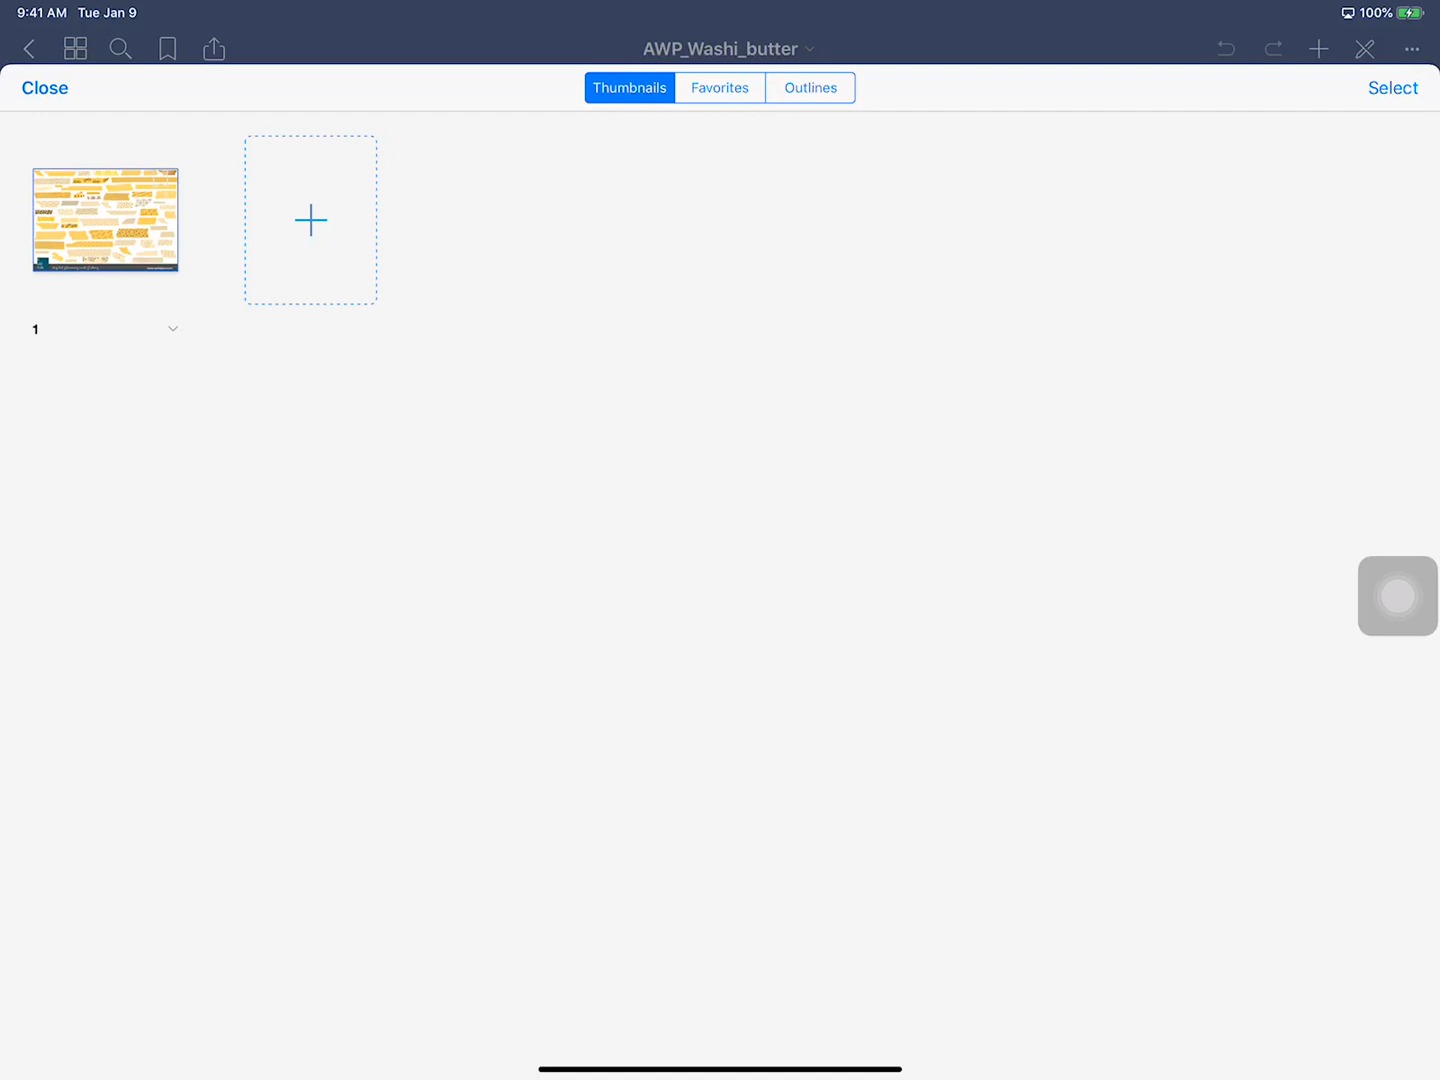 9:41 AM Tue Jan 9
100%
AWP_Washi_butter
Close
Thumbnails
Favorites
Outlines
Select
1